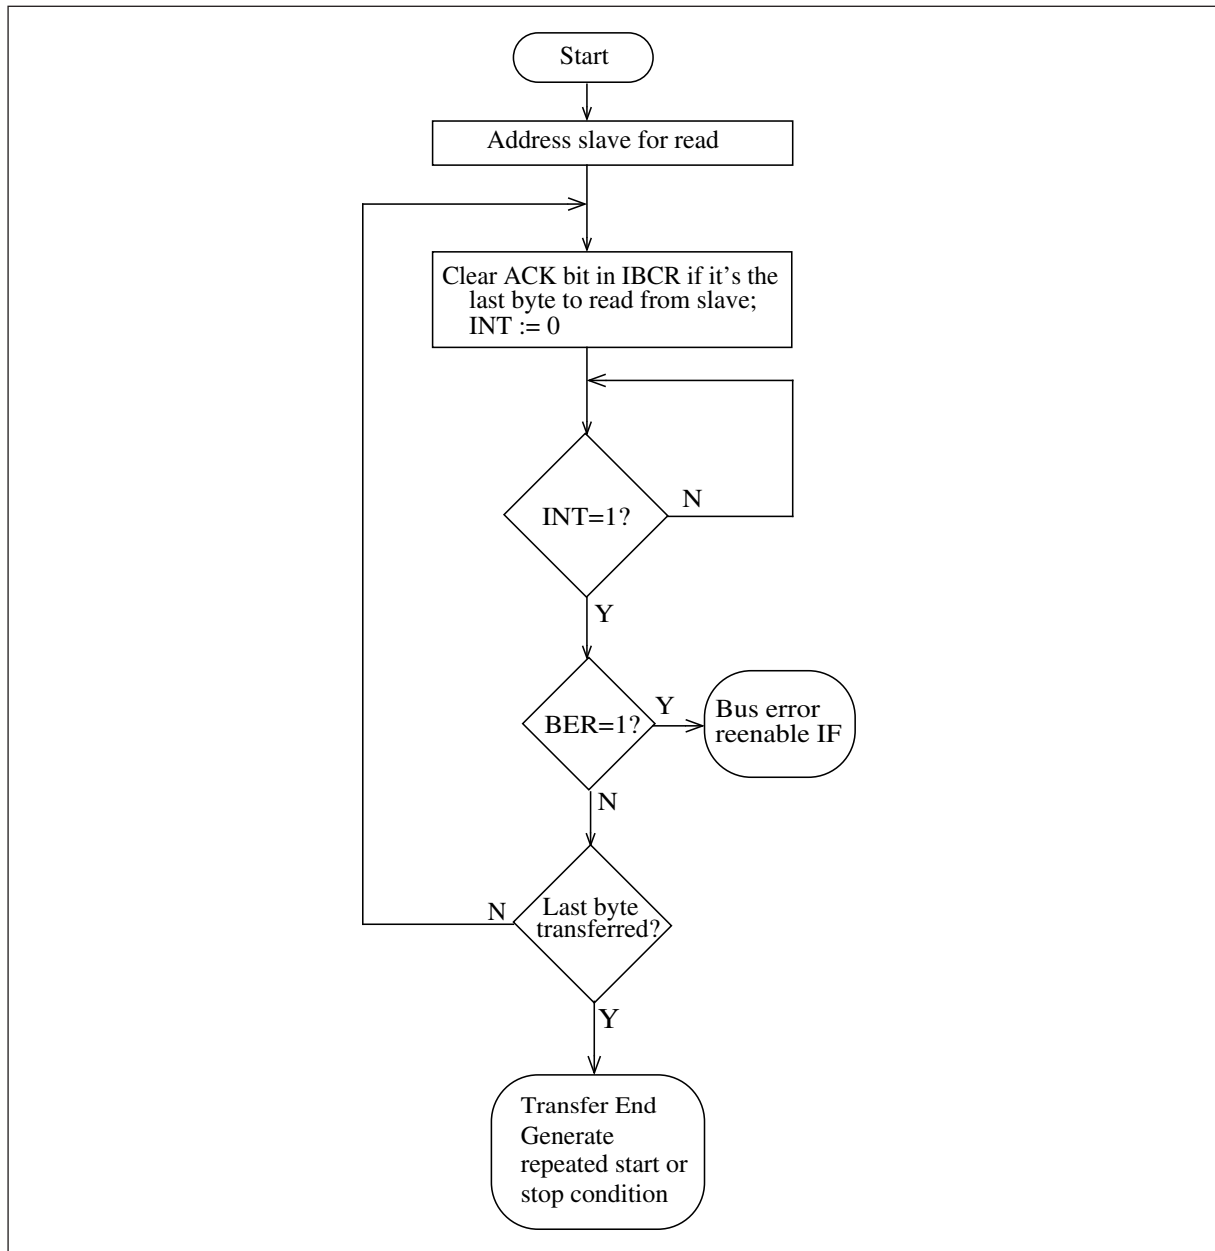 Start
Address slave for read
Clear ACK bit in IBCR if it's the
last byte to read from slave;
INT := 0
N
INT=1?
Y
Y
Bus error
BER=1?
reenable IF
N
N
Last byte
transferred?
Y
Transfer End
Generate
repeated start or
stop condition